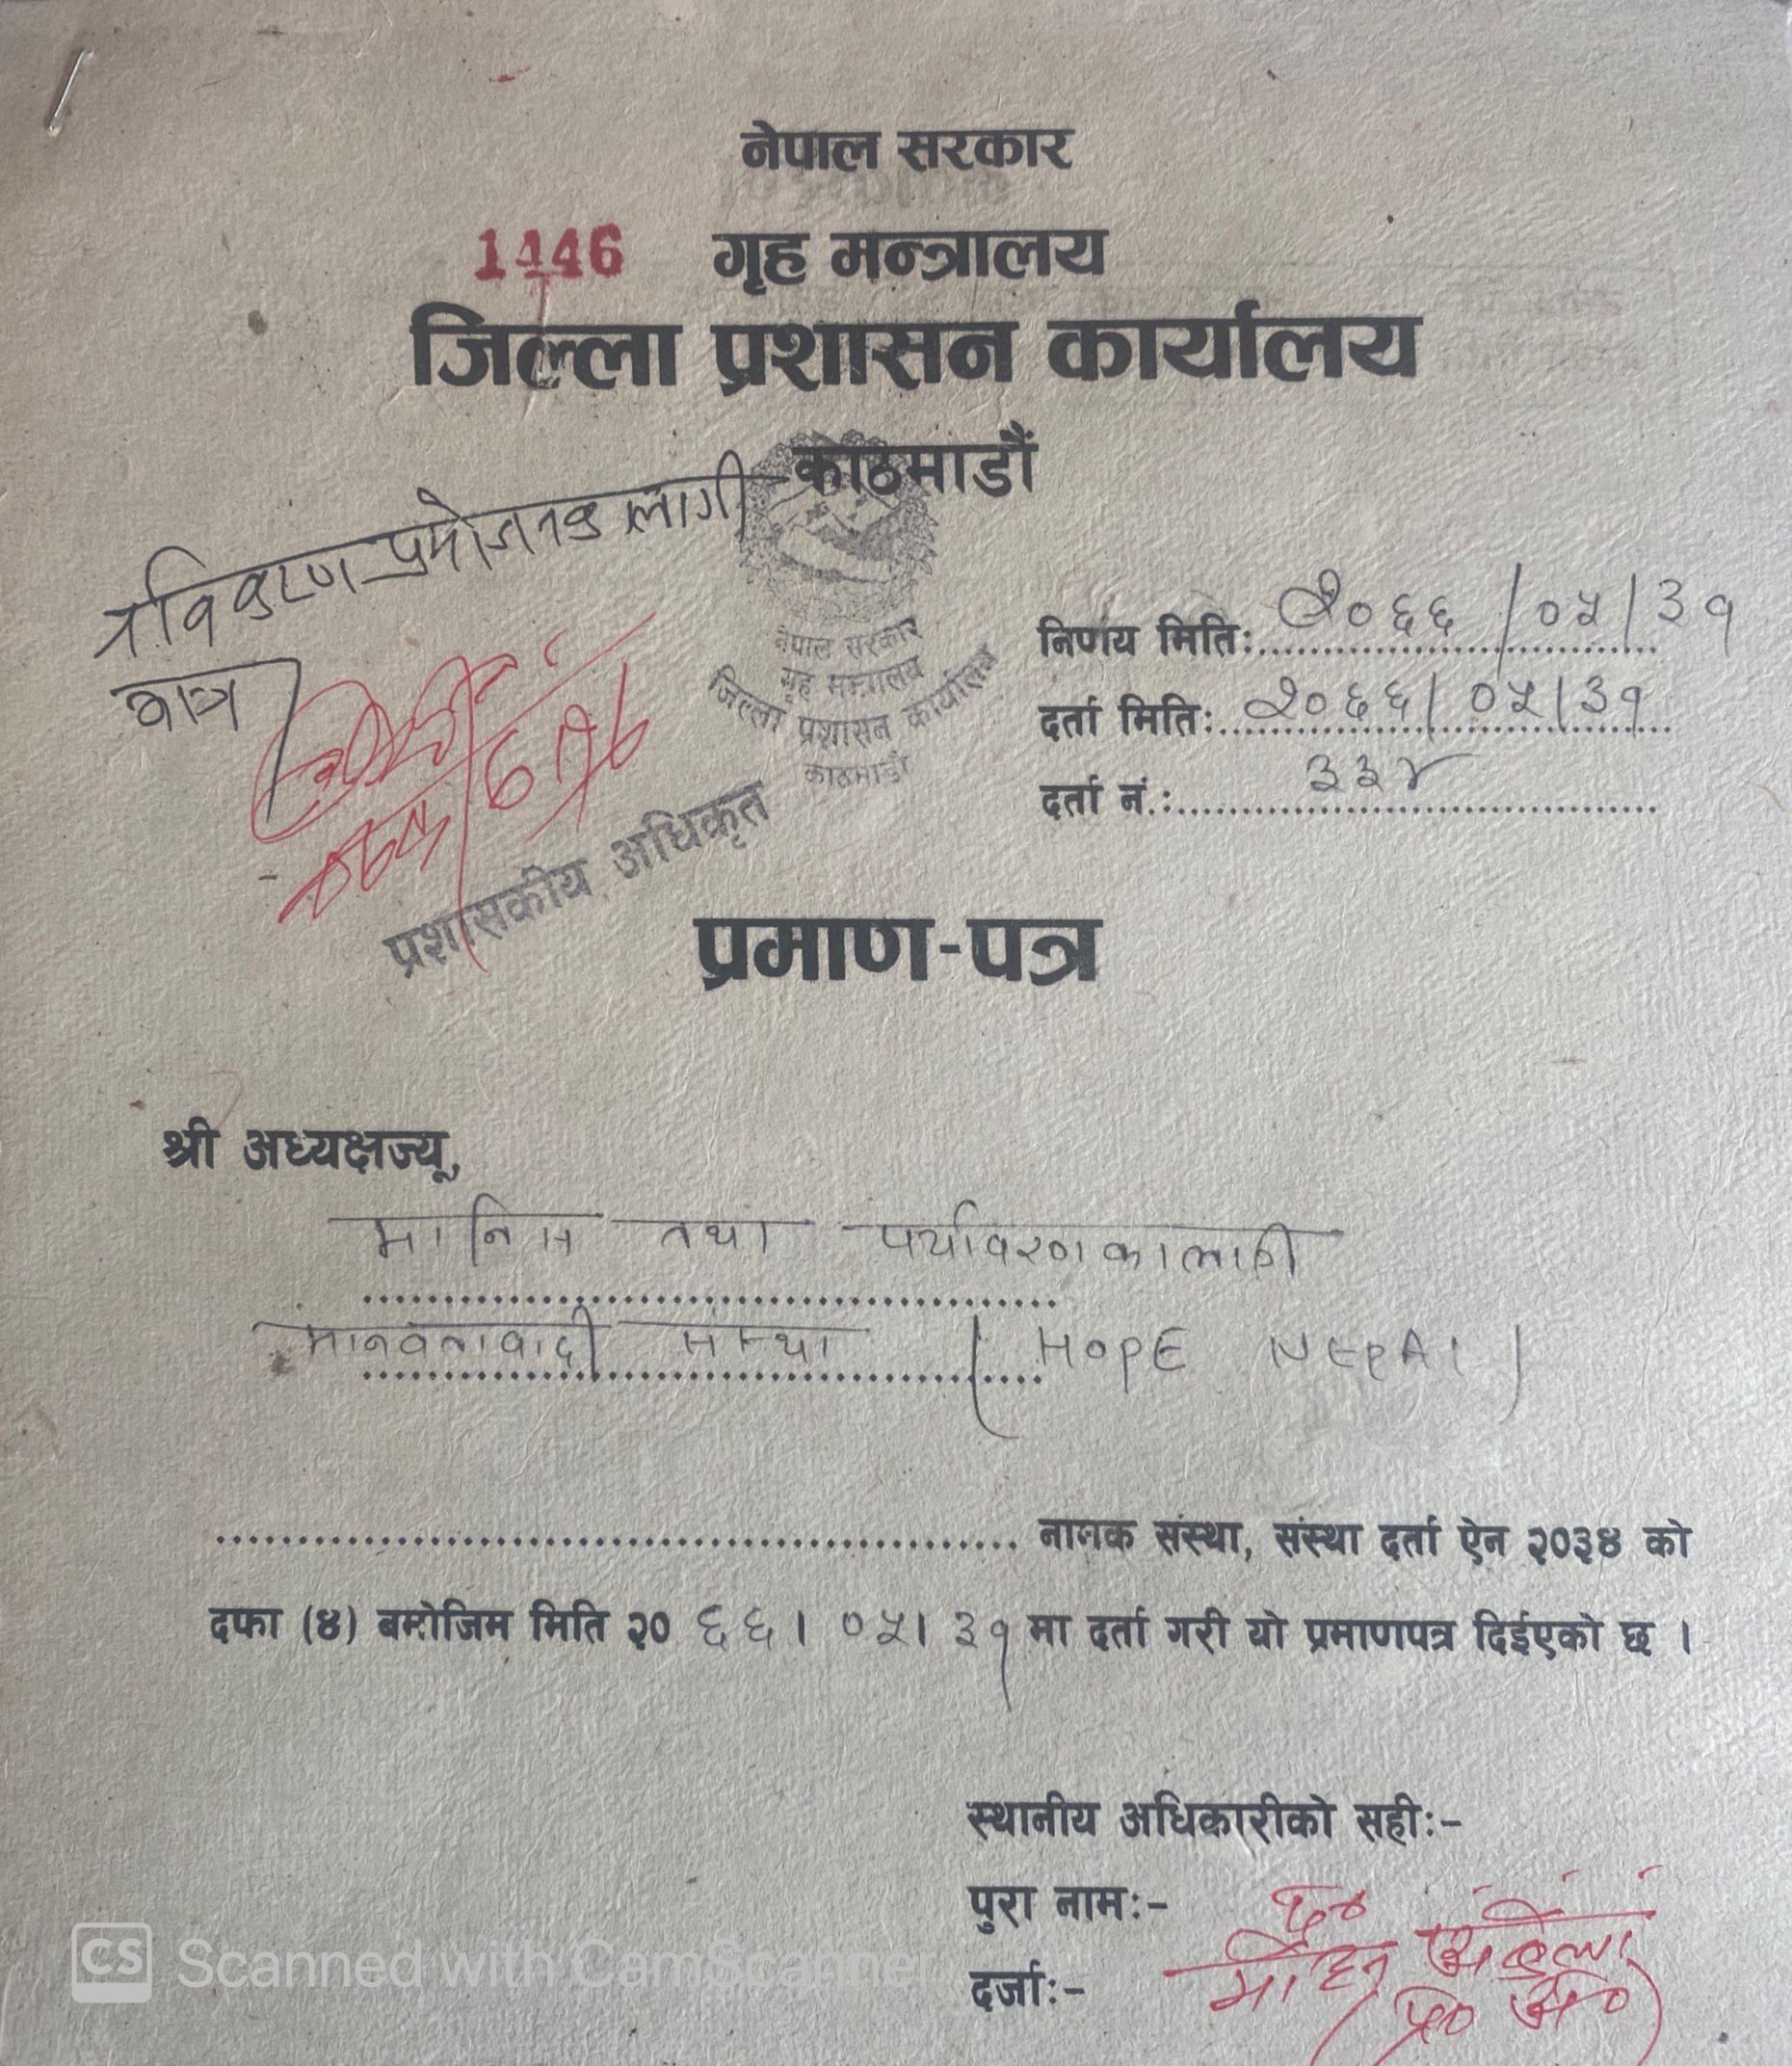 नेपाल सरकार
1446 गृह मन्त्रालय
जिल्ला प्रशासन कार्यालय
काठमाडौं
नेपाल सरकार
गृह मन्त्रालय
जिल्ला प्रशासन कार्यालय
काठमाडौं
लागी
मात्र
प्रशासकीय अधिकृत
निर्णय मिति:२०६६/०५/३१
दर्ता मिति:२०६६/०५/३१
दर्ता नं.:३३४
प्रमाण-पत्र
श्री अध्यक्षज्यू,
मानिस तथा पर्यावरणकालागी
मानवतावादी संस्था (HOPE NEPAL)
नामक संस्था, संस्था दर्ता ऐन २०३४ को
दफा (४) बमोजिम मिति २०६६।०५।३१ मा दर्ता गरी यो प्रमाणपत्र दिईएको छ ।
स्थानीय अधिकारीको सही:-
पुरा नाम:-
दर्जा:-
CS Scanned with CamScanner